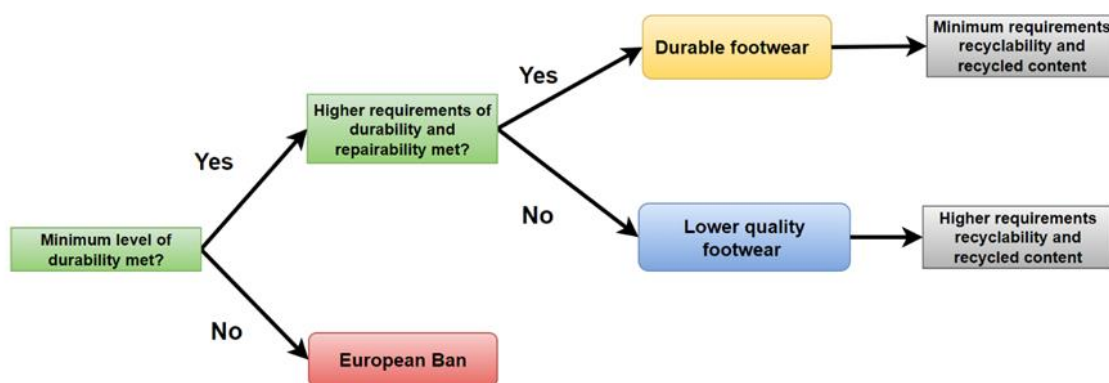 Minimum level of
durability met?
Yes
No
Higher requirements of
durability and
repairability met?
European Ban
Yes
No
Durable footwear
Lower quality
footwear
Minimum requirements
recyclability and
recycled content
Higher requirements
recyclability and
recycled content